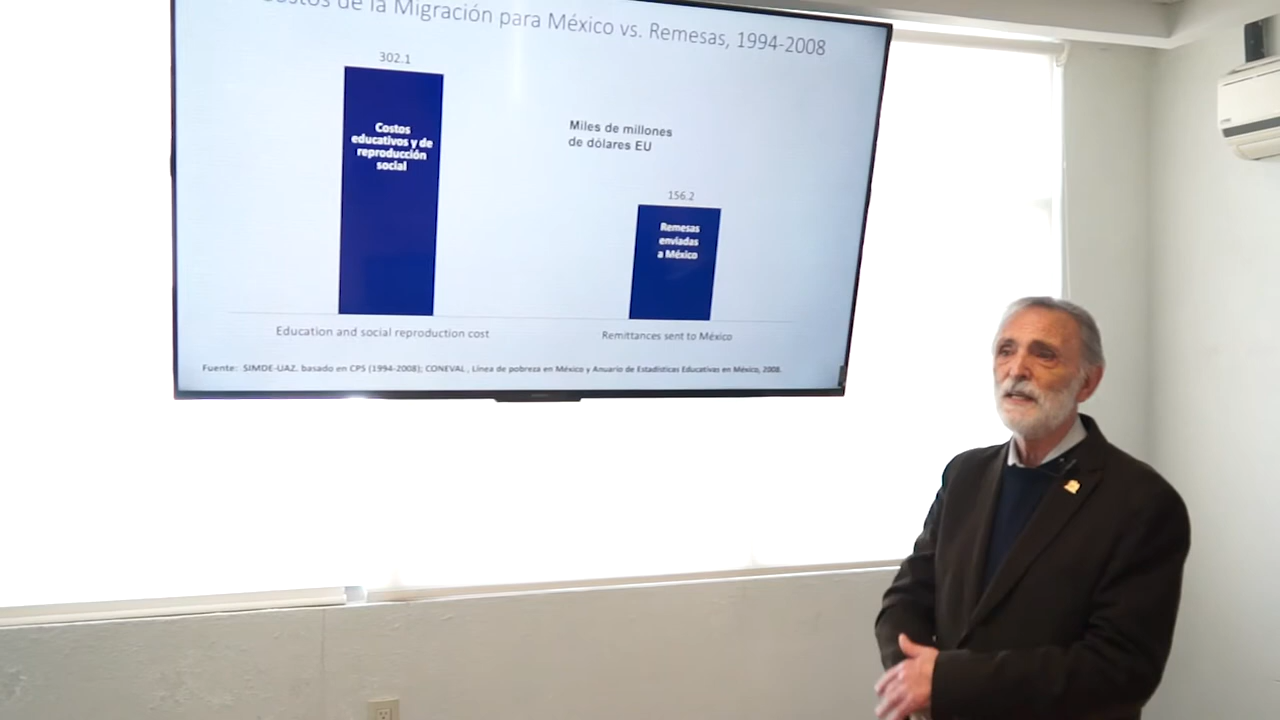 Costos de la Migración para México vs. Remesas, 1994-2008
302.1
Costos
educativos y de
reproducción
social
Miles de millones
de dólares EU
156.2
Remesas
enviadas
a México
Education and social reproduction cost
Remittances sent to México
Fuente: SIMDE-UAZ. basado en CPS (1994-2008); CONEVAL, Línea de pobreza en México y Anuario de Estadísticas Educativas en México, 2008.